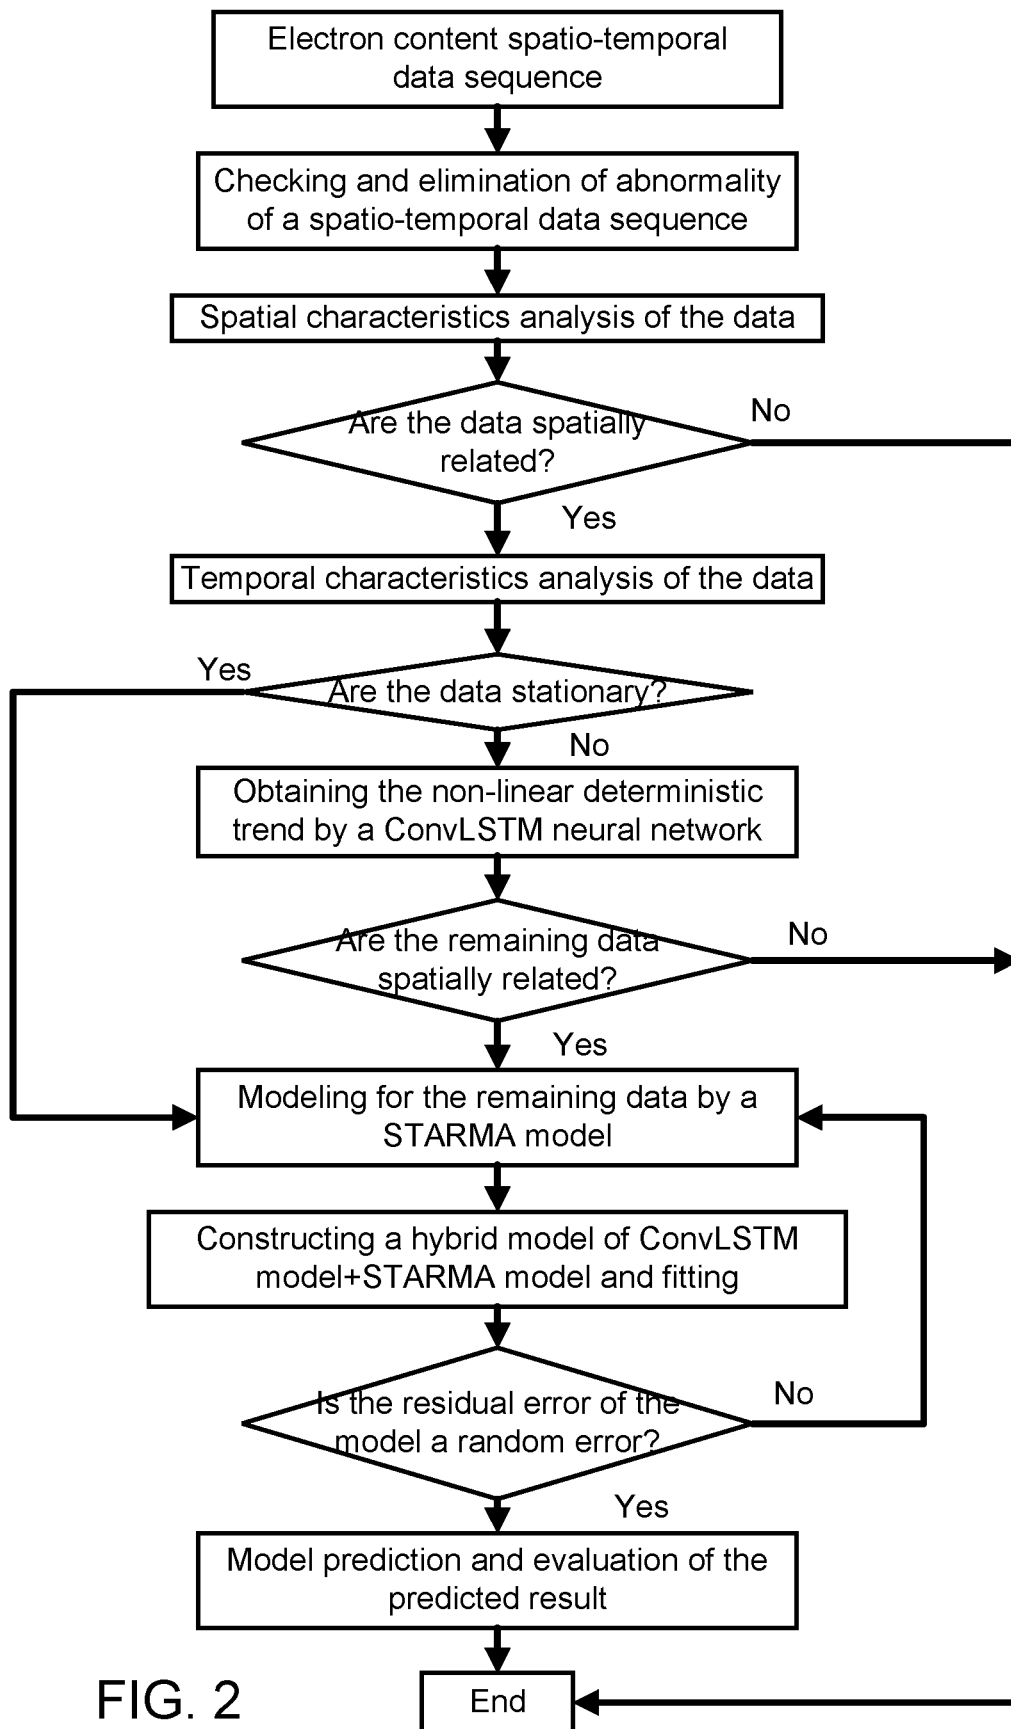 Electron content spatio-temporal
data sequence
Checking and elimination of abnormality
of a spatio-temporal data sequence
Spatial characteristics analysis of the data
Are the data spatially
related?
No
Yes
Temporal characteristics analysis of the data
Yes
Are the data stationary?
No
Obtaining the non-linear deterministic
trend by a ConvLSTM neural network
Are the remaining data
spatially related?
No
Yes
Modeling for the remaining data by a
STARMA model
Constructing a hybrid model of ConvLSTM
model+STARMA model and fitting
Is the residual error of the
model a random error?
No
Yes
Model prediction and evaluation of the
predicted result
End
FIG. 2